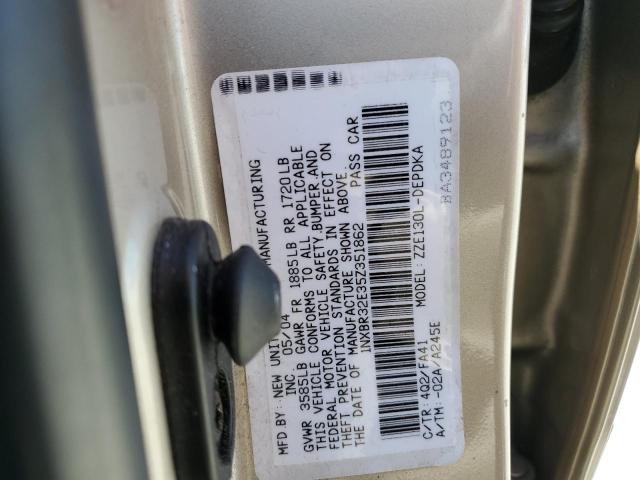 MFD BY: NEW UNIT MANUFACTURING
INC 05/04
GVWR 3585LB GAWR FR 1885LB RR 1720LB
THIS VEHICLE CONFORMS TO ALL APPLICABLE
FEDERAL MOTOR VEHICLE SAFETY,BUMPER,AND
THEFT PREVENTION STANDARDS IN EFFECT ON
THE DATE OF MANUFACTURE SHOWN ABOVE.
PASS CAR
1NXBR32E35Z351862
MODEL: ZZE130L-DEPDKA
C/TR: 4Q2/FA41
A/TM: -02A/A245E
BA3489123